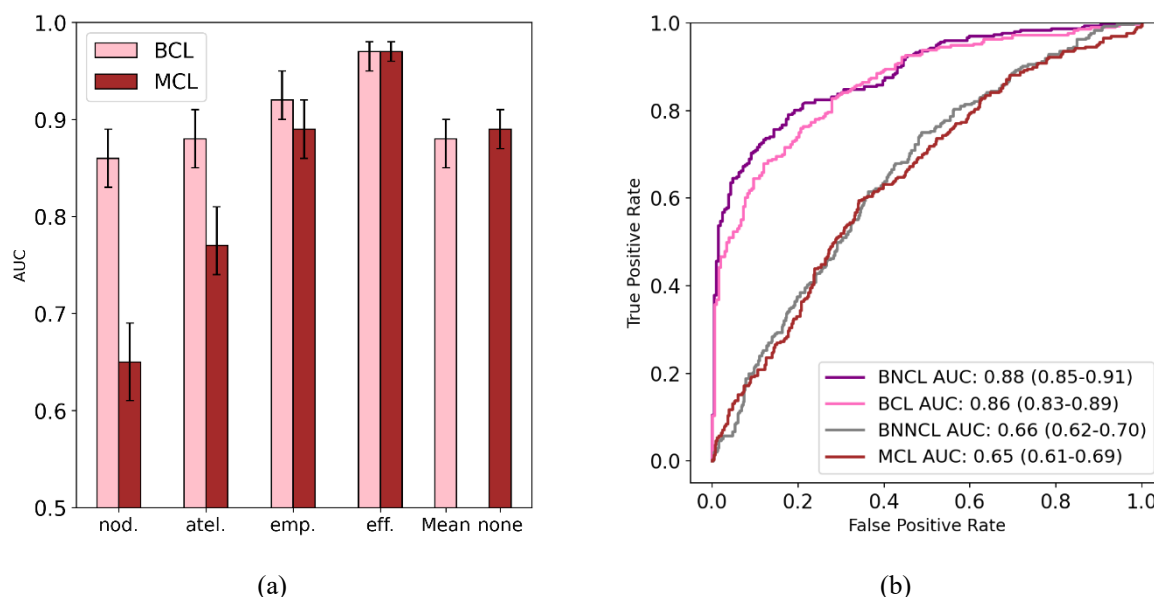 1.0
0.9
0.8
0.7
0.6
0.5
AUC
BCL
MCL
nod. atel. emp. eff. Mean none
(a)
1.0
0.8
0.6
0.4
0.2
0.0
True Positive Rate
BNCL AUC: 0.88 (0.85-0.91)
BCL AUC: 0.86 (0.83-0.89)
BNNCL AUC: 0.66 (0.62-0.70)
MCL AUC: 0.65 (0.61-0.69)
0.0 0.2 0.4 0.6 0.8 1.0
False Positive Rate
(b)